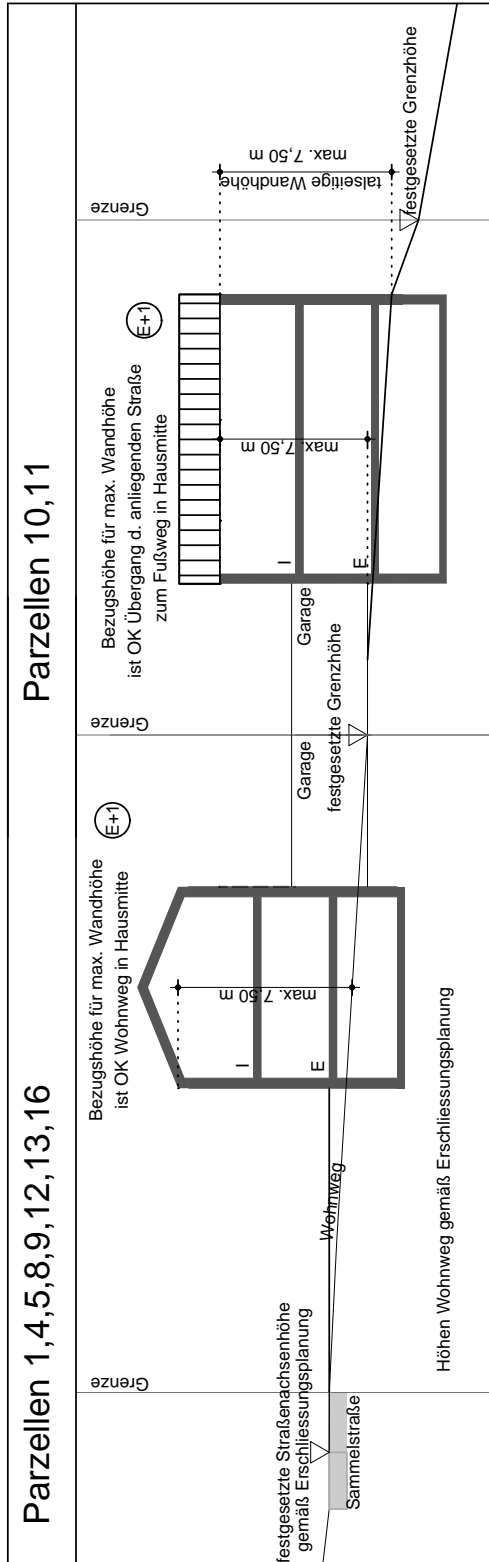 Parzellen 1,4,5,8,9,12,13,16
Parzellen 10,11
Grenze
Grenze
Grenze
Bezugshöhe für max. Wandhöhe
ist OK Wohnweg in Hausmitte
E+1
Bezugshöhe für max. Wandhöhe
ist OK Übergang d. anliegenden Straße
zum Fußweg in Hausmitte
E+1
max. 7,50 m
I
E
max. 7,50 m
I
E
talseitige Wandhöhe
max. 7,50 m
Garage
Garage
festgesetzte Grenzhöhe
festgesetzte Grenzhöhe
Wohnweg
festgesetzte Straßenachsenhöhe
gemäß Erschliessungsplanung
Sammelstraße
Höhen Wohnweg gemäß Erschliessungsplanung